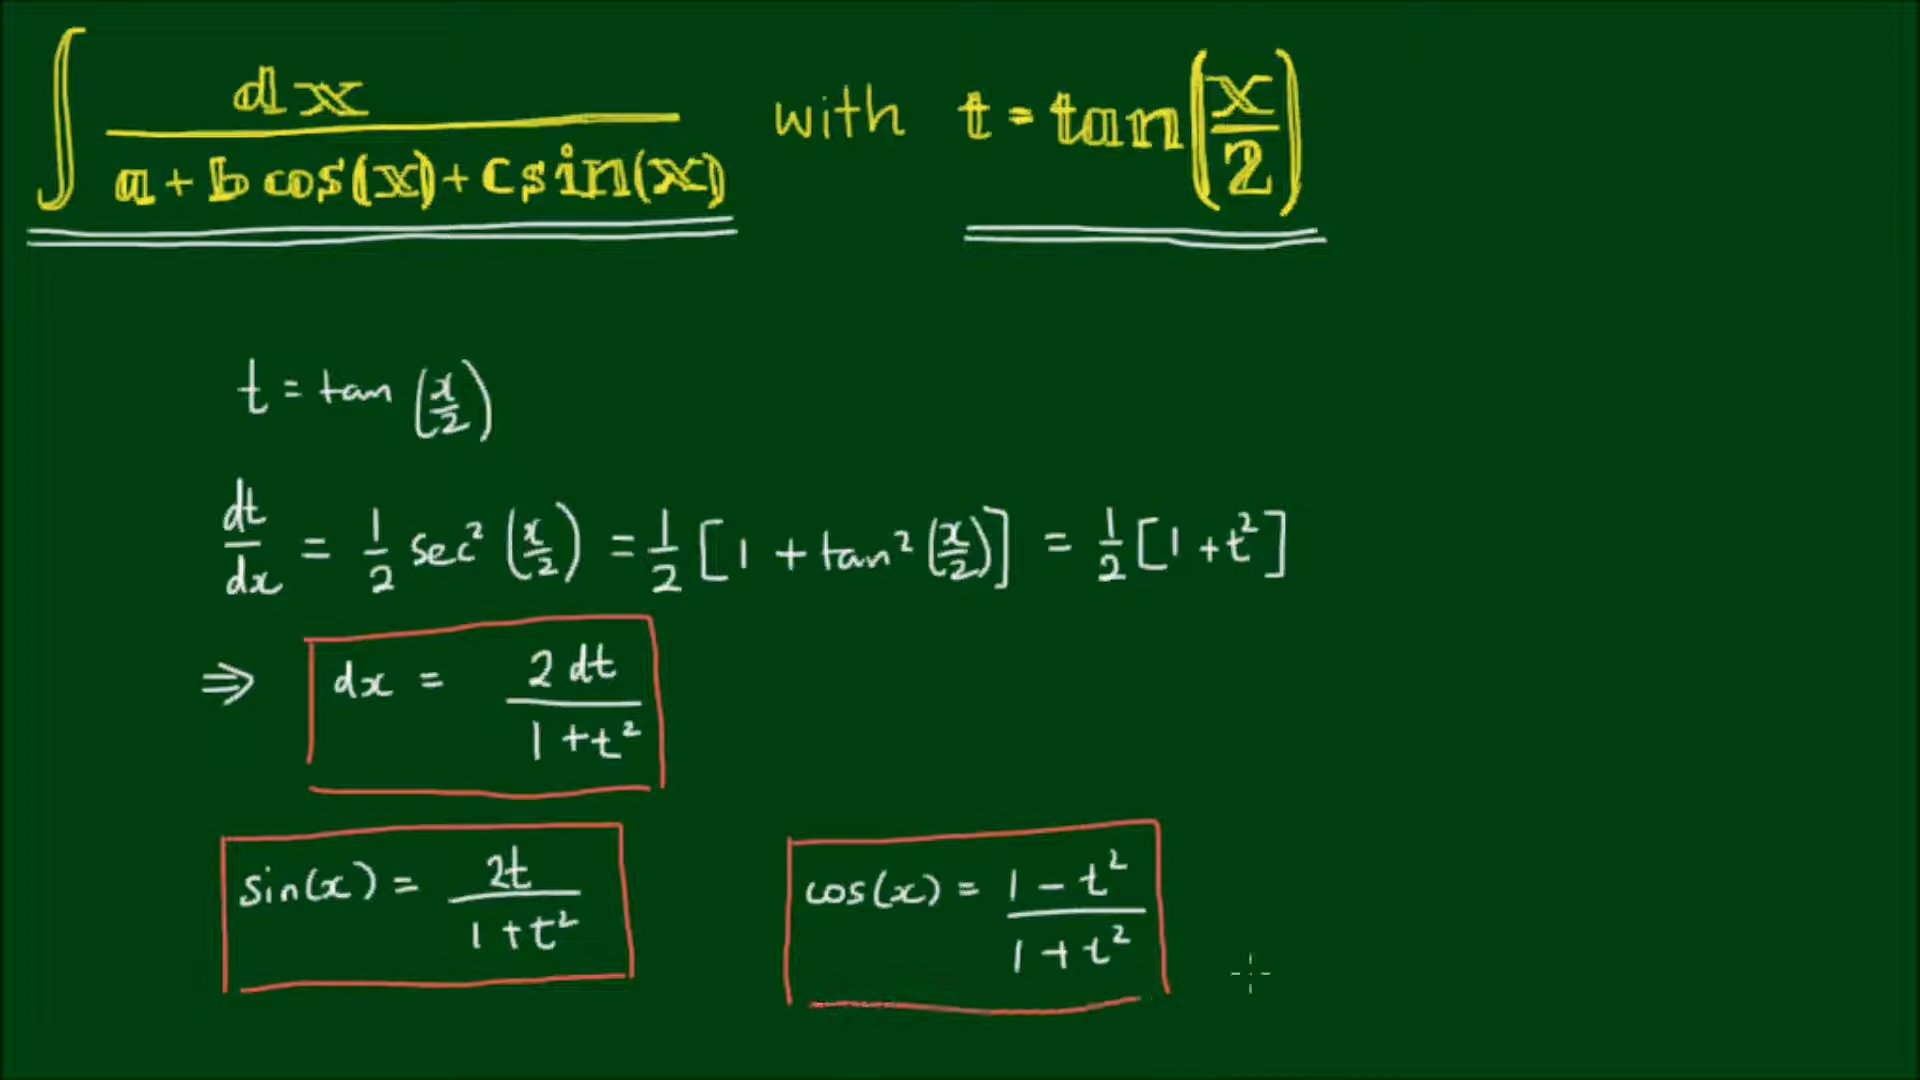 ∫ dx / (a + b cos(x) + c sin(x)) with t = tan(x/2)
t = tan (x/2)
dt/dx = 1/2 sec² (x/2) = 1/2 [1 + tan² (x/2)] = 1/2 [1 + t²]
⇒ dx = 2 dt / (1 + t²)
sin(x) = 2t / (1 + t²) cos(x) = (1 - t²) / (1 + t²)